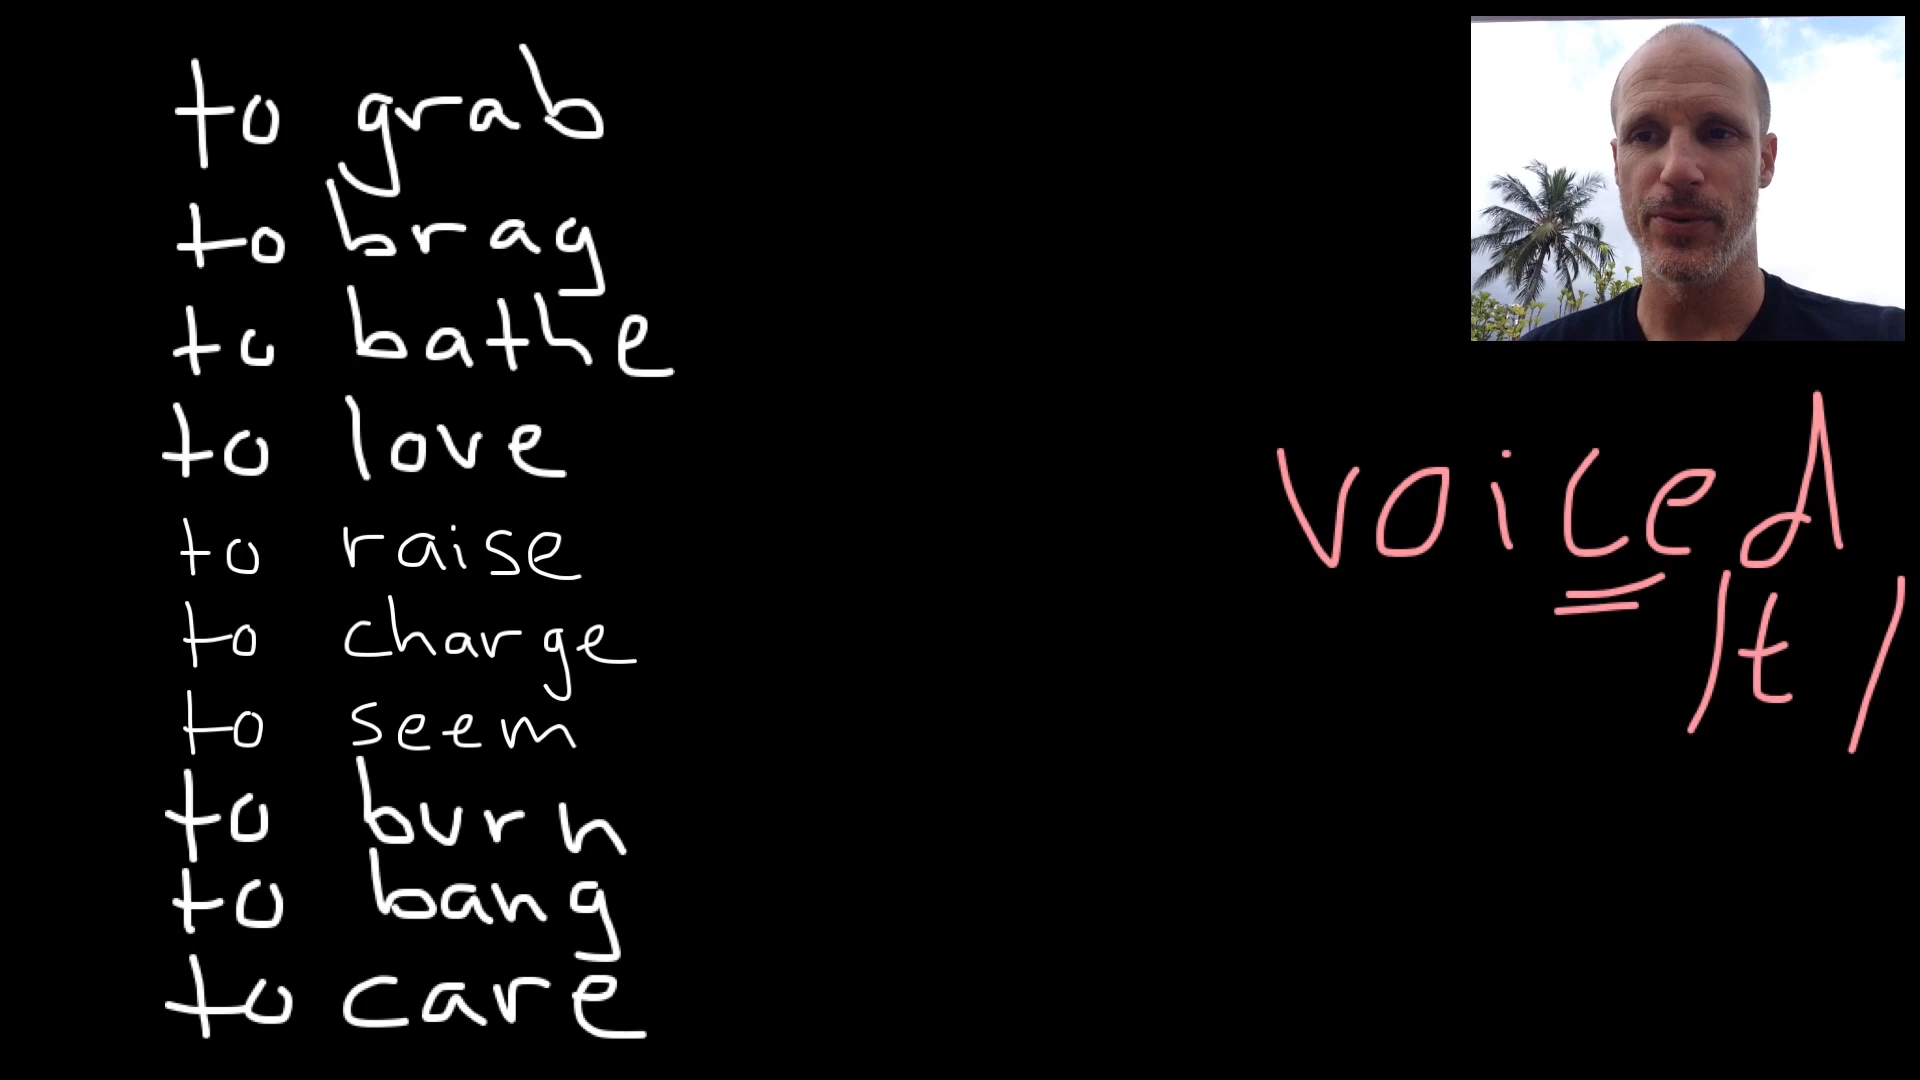 to grab
to brag
to bathe
to love
to raise
to charge
to seem
to burn
to bang
to care
voiced
/t/